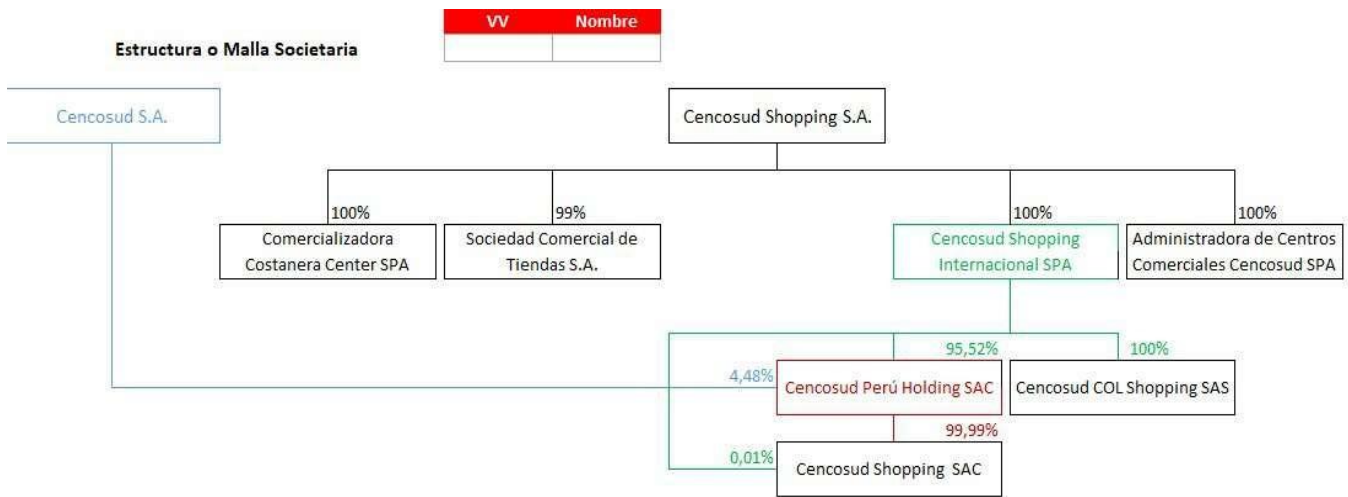 VV Nombre
Estructura o Malla Societaria
Cencosud S.A.
Cencosud Shopping S.A.
100%
99%
100%
100%
Comercializadora
Costanera Center SPA
Sociedad Comercial de
Tiendas S.A.
Cencosud Shopping
Internacional SPA
Administradora de Centros
Comerciales Cencosud SPA
95,52%
100%
4,48%
Cencosud Perú Holding SAC
Cencosud COL Shopping SAS
99,99%
0,01%
Cencosud Shopping SAC